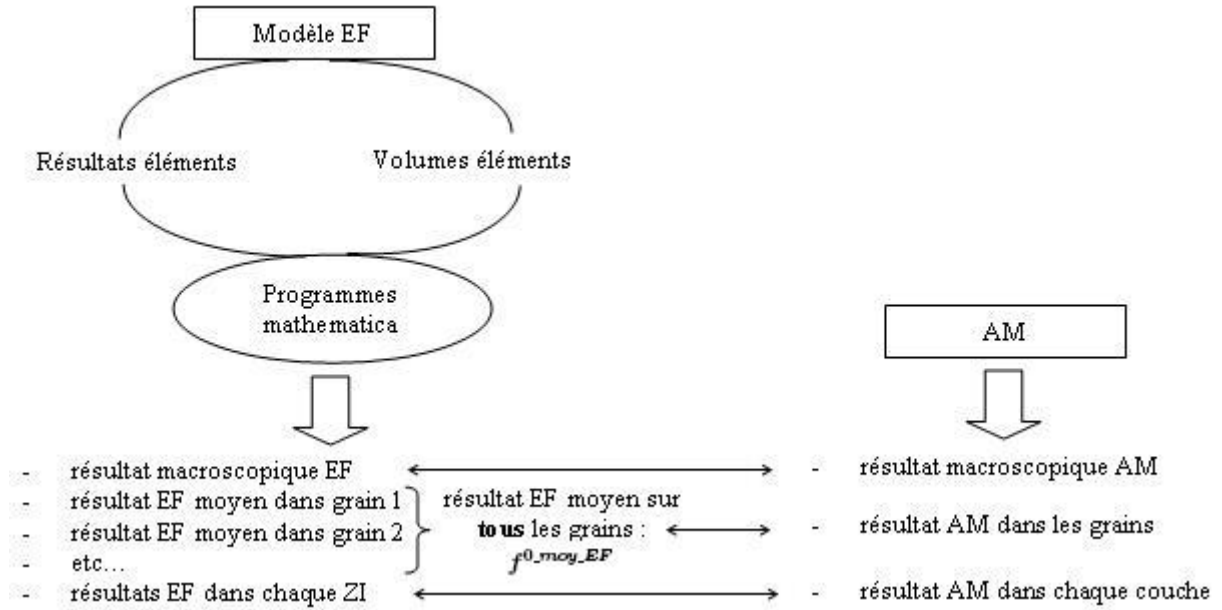 Modèle EF
Résultats éléments
Volumes éléments
Programmes
mathematica
AM
- résultat macroscopique EF
- résultat EF moyen dans grain 1
- résultat EF moyen dans grain 2
- etc...
- résultats EF dans chaque ZI
résultat EF moyen sur
tous les grains :
f^{0_moy_EF}
- résultat macroscopique AM
- résultat AM dans les grains
- résultat AM dans chaque couche